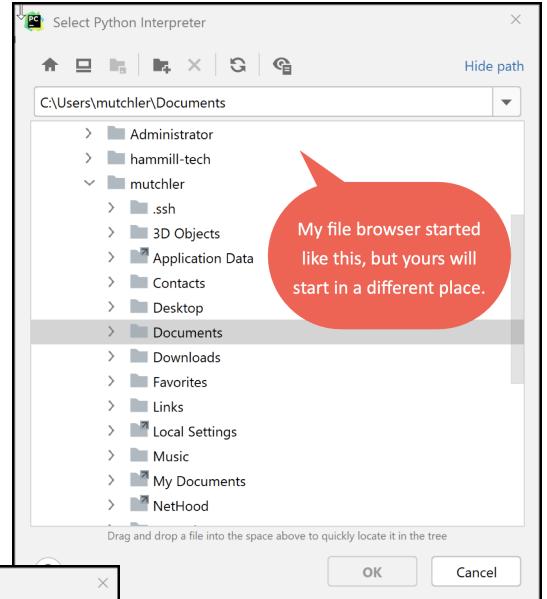 PC Select Python Interpreter
Hide path
C:\Users\mutchler\Documents
Administrator
hammill-tech
mutchler
.ssh
3D Objects
Application Data
Contacts
Desktop
Documents
Downloads
Favorites
Links
Local Settings
Music
My Documents
NetHood
My file browser started
like this, but yours will
start in a different place.
Drag and drop a file into the space above to quickly locate it in the tree
OK
Cancel